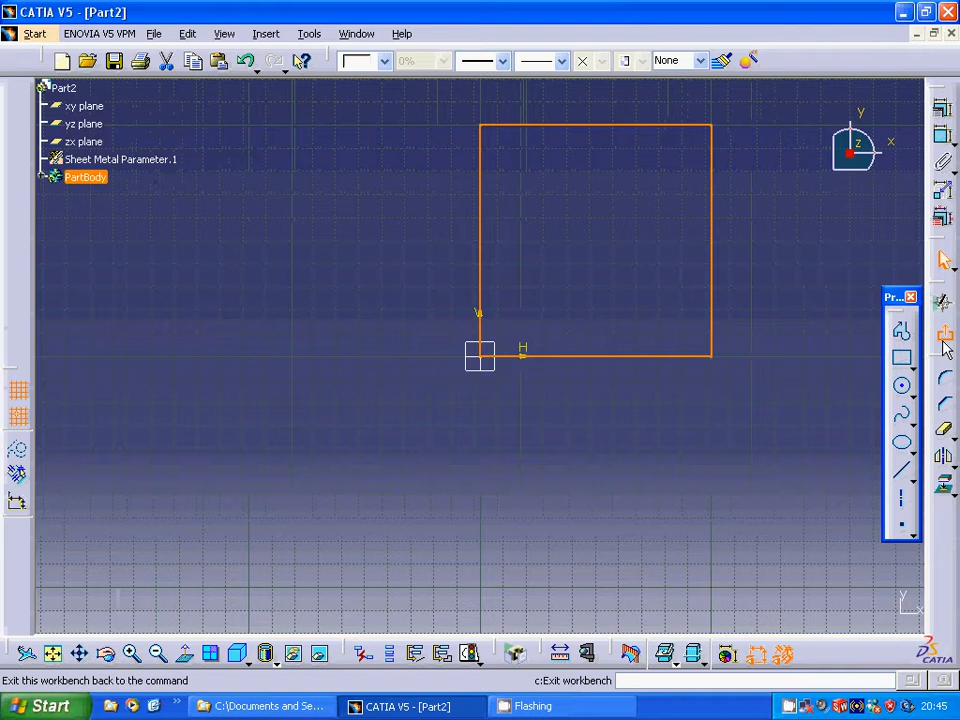 CATIA V5 - [Part2]
Start ENOVIA V5 VPM File Edit View Insert Tools Window Help
0% None
Part2
xy plane
yz plane
zx plane
Sheet Metal Parameter.1
PartBody
y
z x
Pr...
V
H
y
x
DS
CATIA
Exit this workbench back to the command c:Exit workbench
Start C:\Documents and Se... CATIA V5 - [Part2] Flashing 20:45